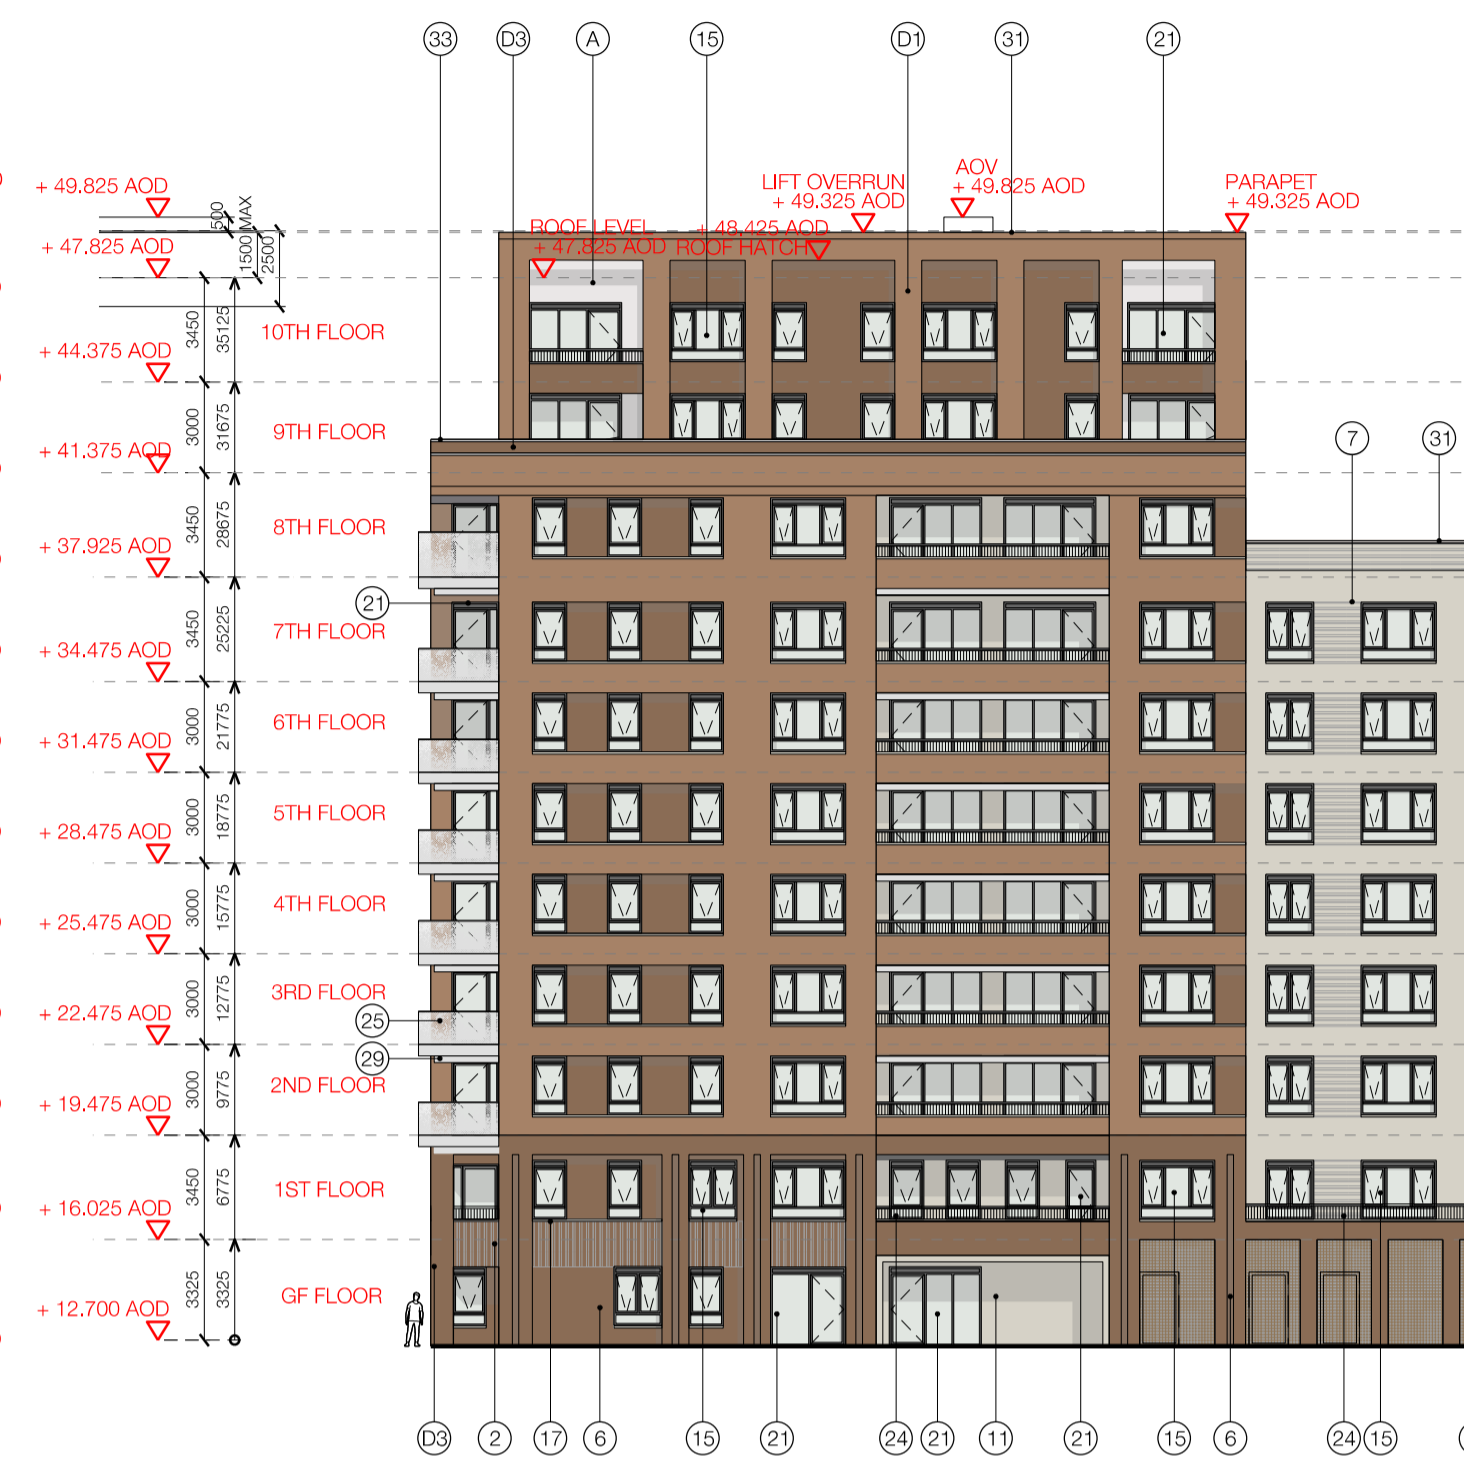 33 D3 A 15 D1 31 21
+ 49.825 AOD
500
1500 MAX
2500
LIFT OVERRUN
+ 49.325 AOD
AOV
+ 49.825 AOD
PARAPET
+ 49.325 AOD
ROOF LEVEL
+ 47.825 AOD
+ 48.425 AOD
ROOF HATCH
+ 47.825 AOD
3450 35125 10TH FLOOR
+ 44.375 AOD
3000 31675 9TH FLOOR
7 31
+ 41.375 AOD
3450 28675 8TH FLOOR
+ 37.925 AOD
21
3450 25225 7TH FLOOR
+ 34.475 AOD
3000 21775 6TH FLOOR
+ 31.475 AOD
3000 18775 5TH FLOOR
+ 28.475 AOD
3000 15775 4TH FLOOR
+ 25.475 AOD
3000 12775 3RD FLOOR
+ 22.475 AOD
25
29
3000 9775 2ND FLOOR
+ 19.475 AOD
3450 6775 1ST FLOOR
+ 16.025 AOD
3325 3325 GF FLOOR
+ 12.700 AOD
D3 2 17 6 15 21 24 21 11 21 15 6 24 15